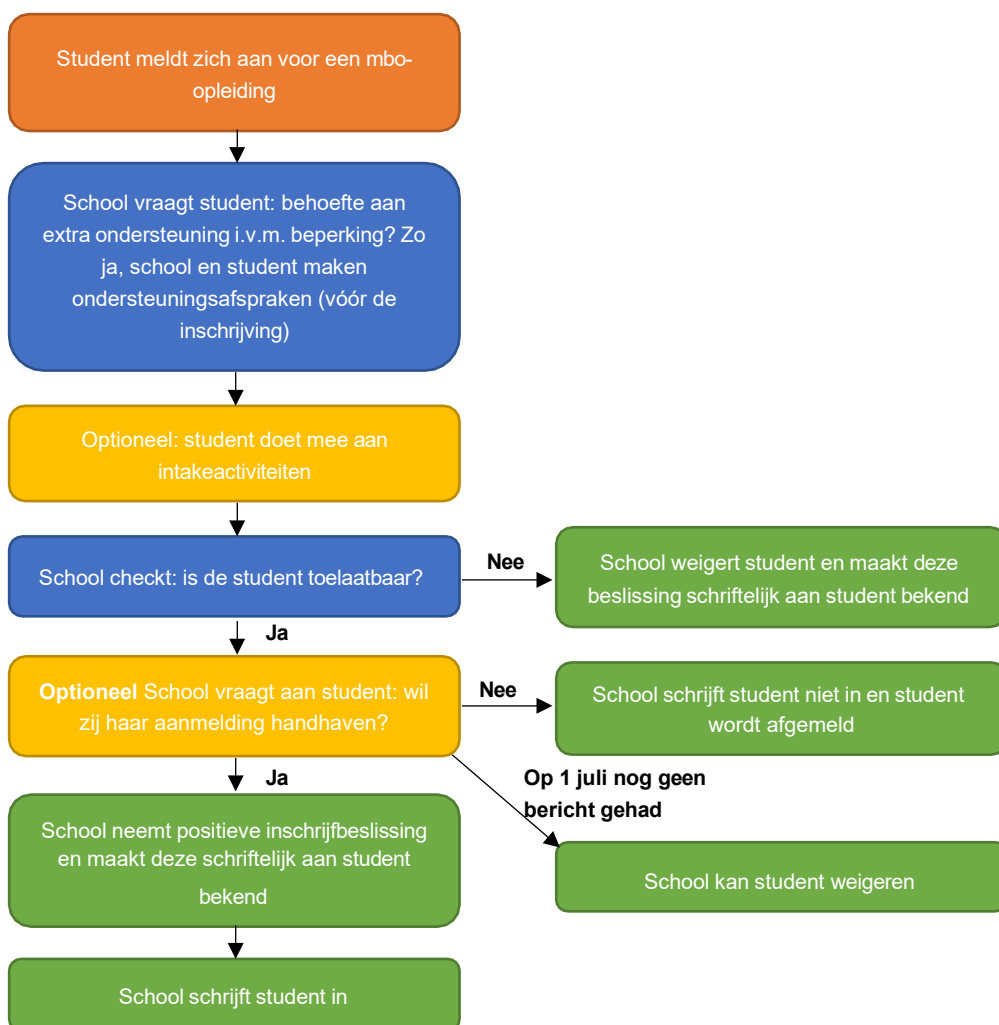 Student meldt zich aan voor een mbo-
opleiding
School vraagt student: behoefte aan
extra ondersteuning i.v.m. beperking? Zo
ja, school en student maken
ondersteuningsafspraken (vóór de
inschrijving)
Optioneel: student doet mee aan
intakeactiviteiten
School checkt: is de student toelaatbaar?
Nee
School weigert student en maakt deze
beslissing schriftelijk aan student bekend
Ja
Optioneel School vraagt aan student: wil
zij haar aanmelding handhaven?
Nee
School schrijft student niet in en student
wordt afgemeld
Ja
Op 1 juli nog geen
bericht gehad
School neemt positieve inschrijfbeslissing
en maakt deze schriftelijk aan student
bekend
School kan student weigeren
School schrijft student in